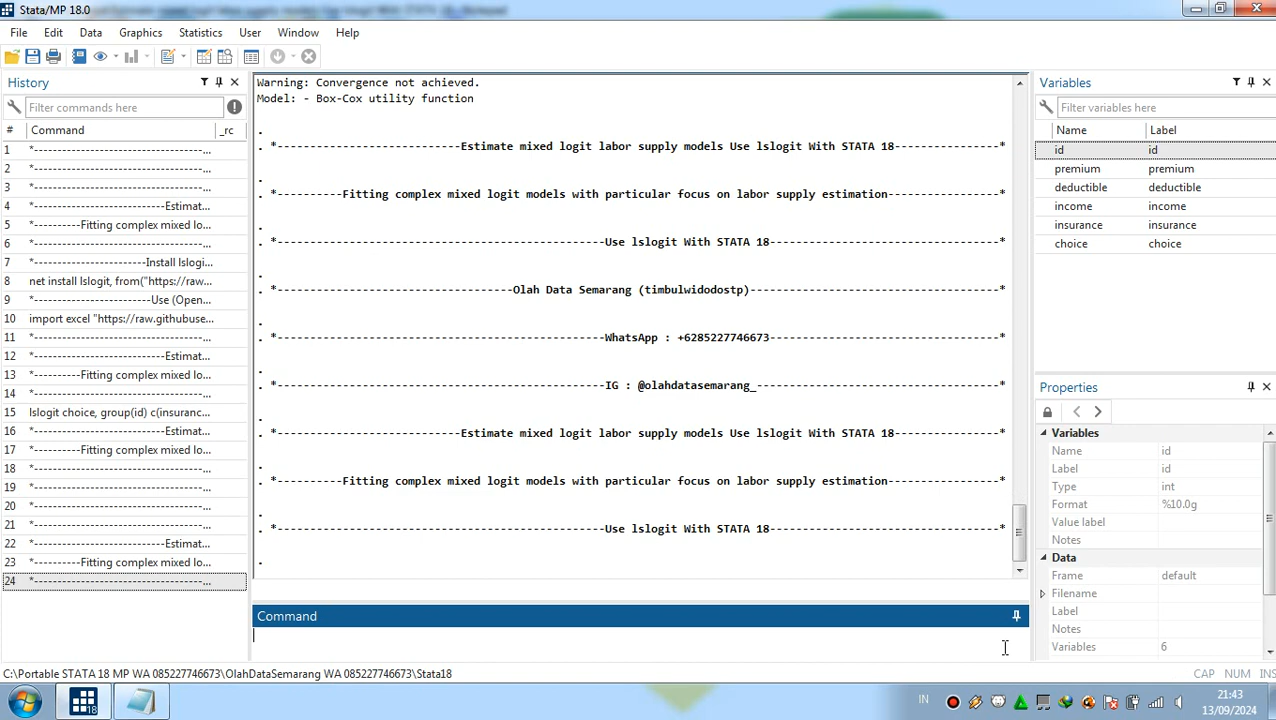 Stata/MP 18.0
File Edit Data Graphics Statistics User Window Help
History
Filter commands here
# Command _rc
1 *----------------------------------...
2 *----------------------------------...
3 *----------------------------------...
4 *---------------------------Estimat...
5 *----------Fitting complex mixed lo...
6 *----------------------------------...
7 *-----------------------Install lslogi...
8 net install lslogit, from("https://raw...
9 *------------------------Use (Open...
10 import excel "https://raw.githubuse...
11 *----------------------------------...
12 *---------------------------Estimat...
13 *----------Fitting complex mixed lo...
14 *----------------------------------...
15 lslogit choice, group(id) c(insuranc...
16 *---------------------------Estimat...
17 *----------Fitting complex mixed lo...
18 *----------------------------------...
19 *----------------------------------...
20 *----------------------------------...
21 *----------------------------------...
22 *---------------------------Estimat...
23 *----------Fitting complex mixed lo...
24 *----------------------------------...
Warning: Convergence not achieved.
Model: - Box-Cox utility function
.
. *----------------------------Estimate mixed logit labor supply models Use lslogit With STATA 18----------------*
.
. *----------Fitting complex mixed logit models with particular focus on labor supply estimation-----------------*
.
. *--------------------------------------------------Use lslogit With STATA 18-----------------------------------*
.
. *------------------------------------Olah Data Semarang (timbulwidodostp)--------------------------------------*
.
. *--------------------------------------------------WhatsApp : +6285227746673-----------------------------------*
.
. *--------------------------------------------------IG : @olahdatasemarang_-------------------------------------*
.
. *----------------------------Estimate mixed logit labor supply models Use lslogit With STATA 18----------------*
.
. *----------Fitting complex mixed logit models with particular focus on labor supply estimation-----------------*
.
. *--------------------------------------------------Use lslogit With STATA 18-----------------------------------*
.
Command
Variables
Filter variables here
Name Label
id id
premium premium
deductible deductible
income income
insurance insurance
choice choice
Properties
Variables
Name id
Label id
Type int
Format %10.0g
Value label
Notes
Data
Frame default
Filename
Label
Notes
Variables 6
C:\Portable STATA 18 MP WA 085227746673\OlahDataSemarang WA 085227746673\Stata18
CAP NUM INS
18
IN
21:43
13/09/2024